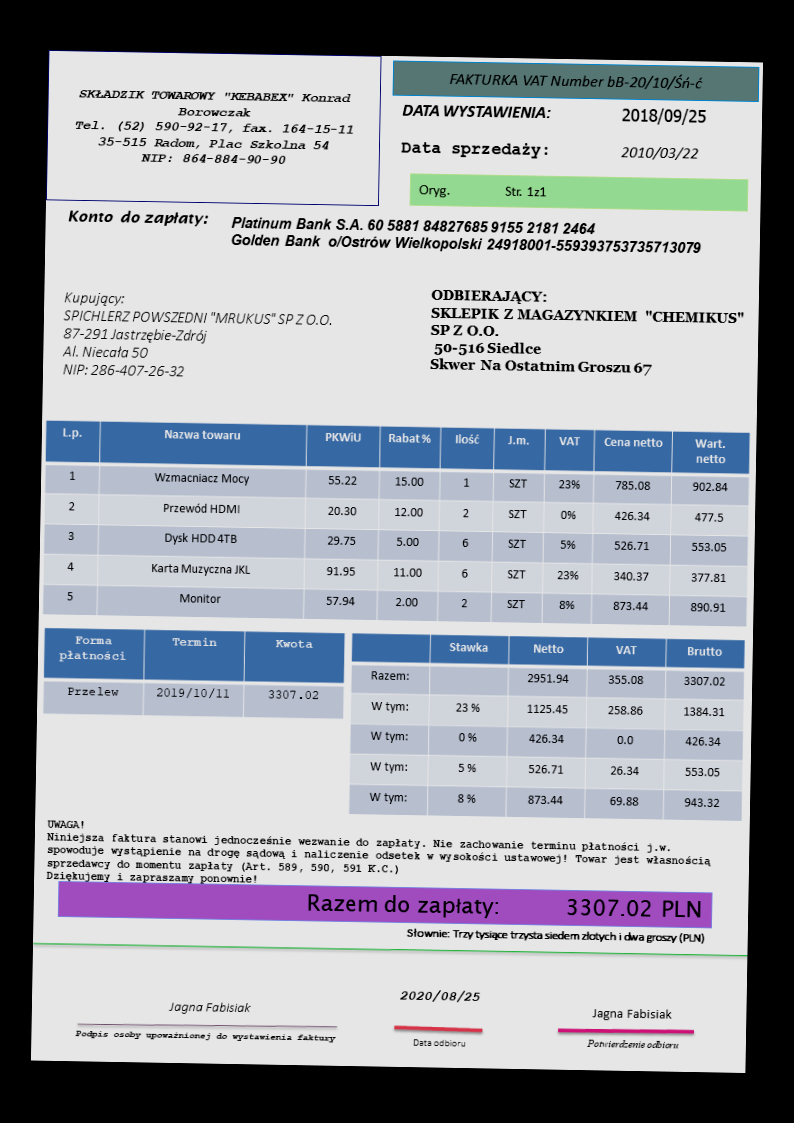 SKŁADZIK TOWAROWY "KEBABEX" Konrad
Borowczak
Tel. (52) 590-92-17, fax. 164-15-11
35-515 Radom, Plac Szkolna 54
NIP: 864-884-90-90
FAKTURKA VAT Number bB-20/10/Śń-ć
DATA WYSTAWIENIA: 2018/09/25
Data sprzedaży: 2010/03/22
Oryg. Str. 1z1
Konto do zapłaty: Platinum Bank S.A. 60 5881 84827685 9155 2181 2464
Golden Bank o/Ostrów Wielkopolski 24918001-559393753735713079
Kupujący:
SPICHLERZ POWSZEDNI "MRUKUS" SP Z O.O.
87-291 Jastrzębie-Zdrój
Al. Niecała 50
NIP: 286-407-26-32
ODBIERAJĄCY:
SKLEPIK Z MAGAZYNKIEM "CHEMIKUS"
SP Z O.O.
50-516 Siedlce
Skwer Na Ostatnim Groszu 67
L.p. Nazwa towaru PKWiU Rabat % Ilość J.m. VAT Cena netto Wart. netto
1 Wzmacniacz Mocy 55.22 15.00 1 SZT 23% 785.08 902.84
2 Przewód HDMI 20.30 12.00 2 SZT 0% 426.34 477.5
3 Dysk HDD 4TB 29.75 5.00 6 SZT 5% 526.71 553.05
4 Karta Muzyczna JKL 91.95 11.00 6 SZT 23% 340.37 377.81
5 Monitor 57.94 2.00 2 SZT 8% 873.44 890.91
Forma płatności Termin Kwota
Przelew 2019/10/11 3307.02
Stawka Netto VAT Brutto
Razem: 2951.94 355.08 3307.02
W tym: 23 % 1125.45 258.86 1384.31
W tym: 0 % 426.34 0.0 426.34
W tym: 5 % 526.71 26.34 553.05
W tym: 8 % 873.44 69.88 943.32
UWAGA!
Niniejsza faktura stanowi jednocześnie wezwanie do zapłaty. Nie zachowanie terminu płatności j.w.
spowoduje wystąpienie na drogę sądową i naliczenie odsetek w wysokości ustawowej! Towar jest własnością
sprzedawcy do momentu zapłaty (Art. 589, 590, 591 K.C.)
Dziękujemy i zapraszamy ponownie!
Razem do zapłaty: 3307.02 PLN
Słownie: Trzy tysiące trzysta siedem złotych i dwa groszy (PLN)
Jagna Fabisiak
Podpis osoby upoważnionej do wystawienia faktury
2020/08/25
Data odbioru
Jagna Fabisiak
Potwierdzenie odbioru